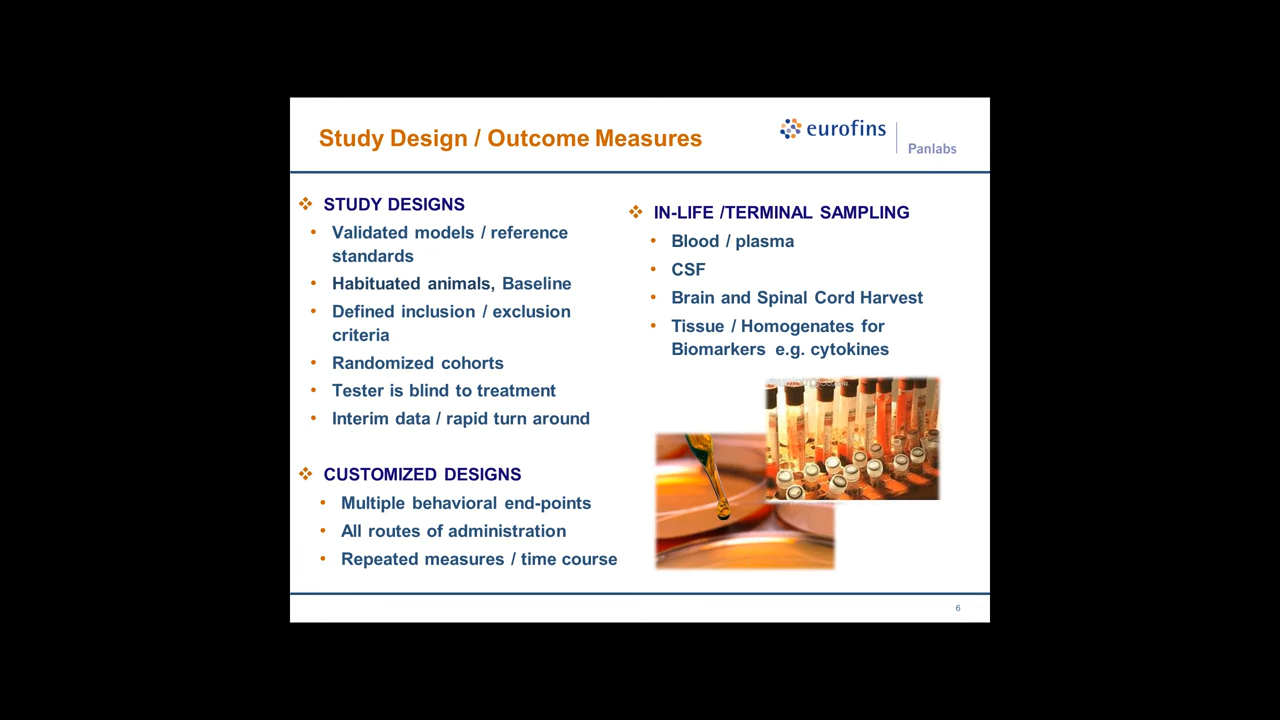 Study Design / Outcome Measures
eurofins
Panlabs
❖ STUDY DESIGNS
• Validated models / reference
standards
• Habituated animals, Baseline
• Defined inclusion / exclusion
criteria
• Randomized cohorts
• Tester is blind to treatment
• Interim data / rapid turn around
❖ CUSTOMIZED DESIGNS
• Multiple behavioral end-points
• All routes of administration
• Repeated measures / time course
❖ IN-LIFE /TERMINAL SAMPLING
• Blood / plasma
• CSF
• Brain and Spinal Cord Harvest
• Tissue / Homogenates for
Biomarkers e.g. cytokines
6